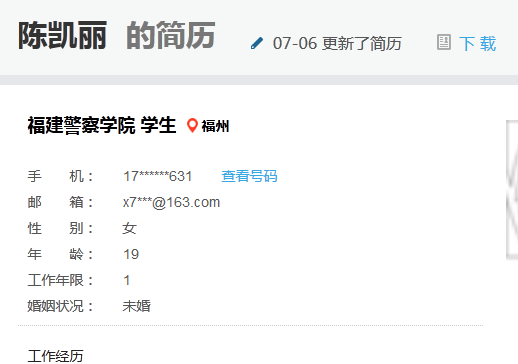 陈凯丽 的简历 07-06 更新了简历 下 载
福建警察学院 学生 福州
手 机： 17******631 查看号码
邮 箱： x7***@163.com
性 别： 女
年 龄： 19
工作年限： 1
婚姻状况： 未婚
工作经历